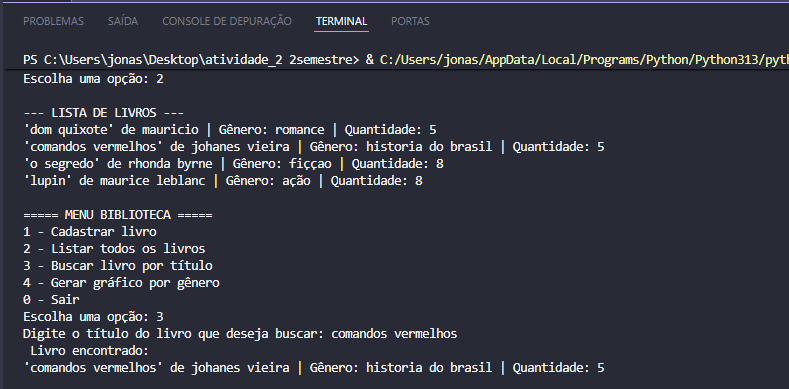 PROBLEMAS SAÍDA CONSOLE DE DEPURAÇÃO TERMINAL PORTAS
PS C:\Users\jonas\Desktop\atividade_2 2semestre> & C:/Users/jonas/AppData/Local/Programs/Python/Python313/pyth
Escolha uma opção: 2
--- LISTA DE LIVROS ---
'dom quixote' de mauricio | Gênero: romance | Quantidade: 5
'comandos vermelhos' de johanes vieira | Gênero: historia do brasil | Quantidade: 5
'o segredo' de rhonda byrne | Gênero: ficçao | Quantidade: 8
'lupin' de maurice leblanc | Gênero: ação | Quantidade: 8
===== MENU BIBLIOTECA =====
1 - Cadastrar livro
2 - Listar todos os livros
3 - Buscar livro por título
4 - Gerar gráfico por gênero
0 - Sair
Escolha uma opção: 3
Digite o título do livro que deseja buscar: comandos vermelhos
Livro encontrado:
'comandos vermelhos' de johanes vieira | Gênero: historia do brasil | Quantidade: 5